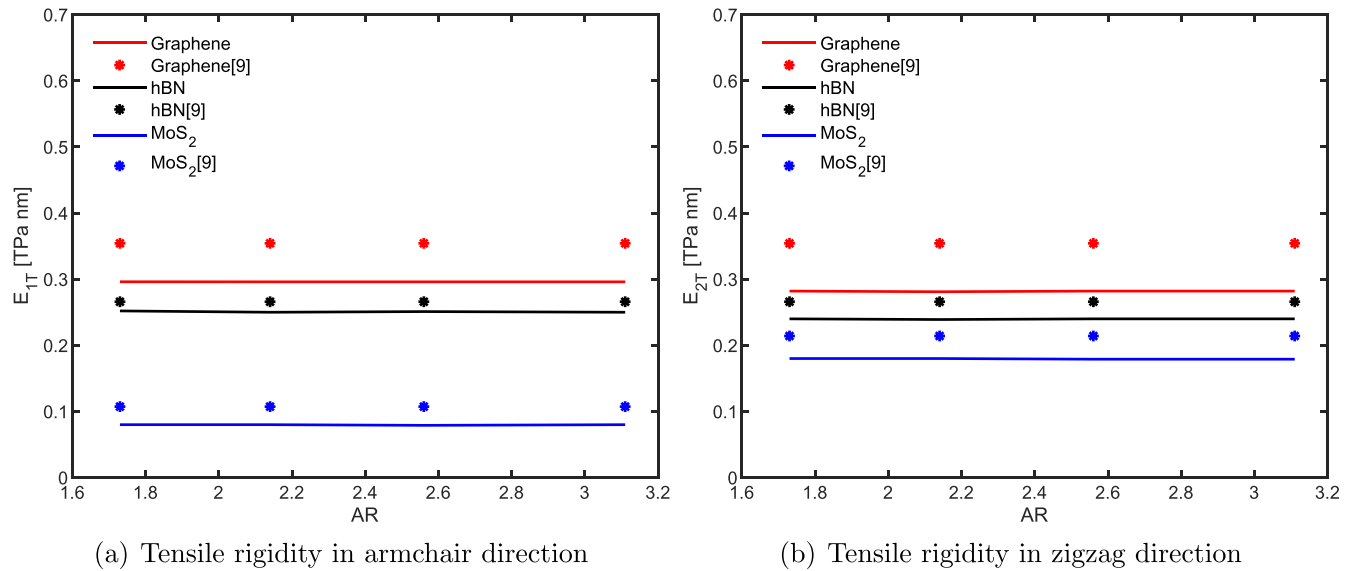 0.7
0.6
0.5
0.4
0.3
0.2
0.1
0
E1T [TPa nm]
Graphene
Graphene[9]
hBN
hBN[9]
MoS2
MoS2[9]
1.6 1.8 2 2.2 2.4 2.6 2.8 3 3.2
AR
(a) Tensile rigidity in armchair direction
0.7
0.6
0.5
0.4
0.3
0.2
0.1
0
E2T [TPa nm]
Graphene
Graphene[9]
hBN
hBN[9]
MoS2
MoS2[9]
1.6 1.8 2 2.2 2.4 2.6 2.8 3 3.2
AR
(b) Tensile rigidity in zigzag direction